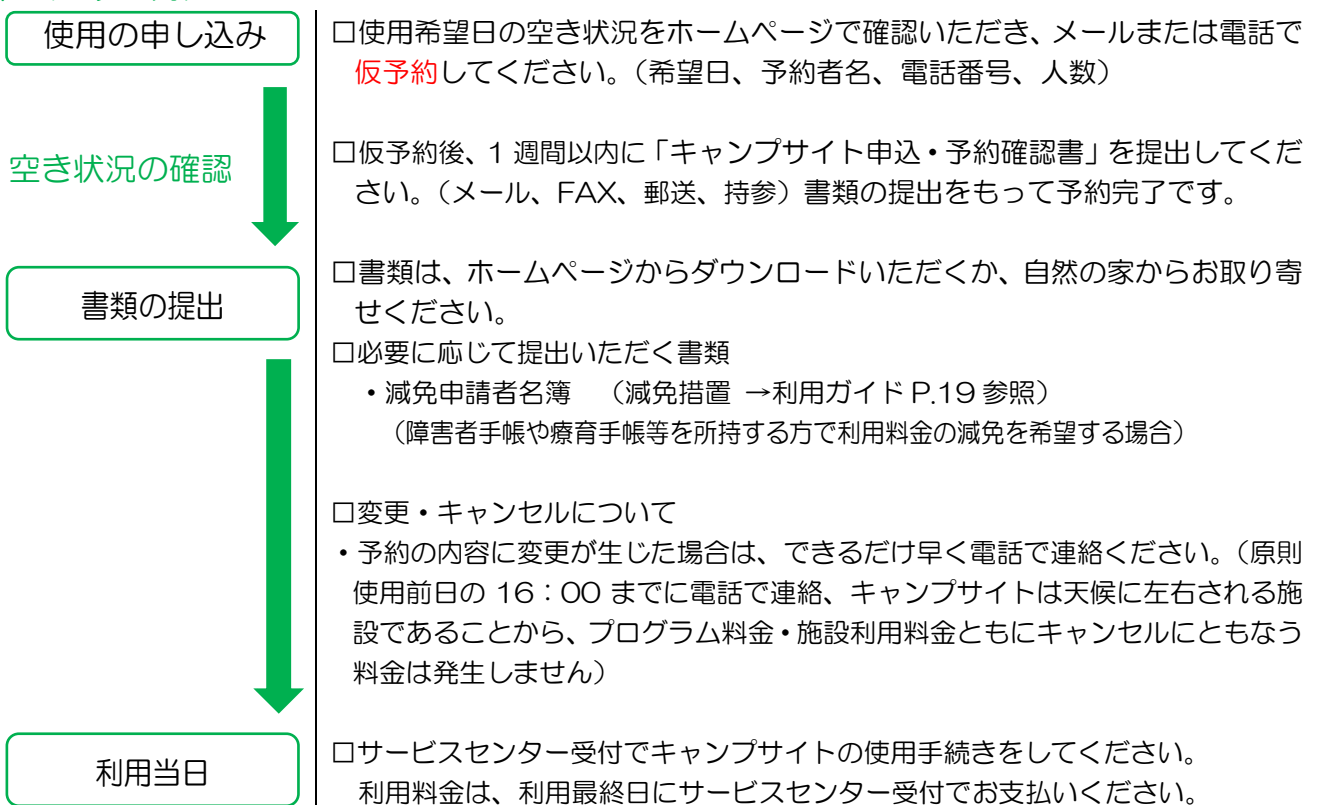 使用の申し込み
□使用希望日の空き状況をホームページで確認いただき、メールまたは電話で
仮予約してください。（希望日、予約者名、電話番号、人数）
空き状況の確認
□仮予約後、1 週間以内に「キャンプサイト申込・予約確認書」を提出してくだ
さい。（メール、FAX、郵送、持参）書類の提出をもって予約完了です。
書類の提出
□書類は、ホームページからダウンロードいただくか、自然の家からお取り寄
せください。
□必要に応じて提出いただく書類
・減免申請者名簿　（減免措置 →利用ガイド P.19 参照）
（障害者手帳や療育手帳等を所持する方で利用料金の減免を希望する場合）
□変更・キャンセルについて
・予約の内容に変更が生じた場合は、できるだけ早く電話で連絡ください。（原則
使用前日の 16：00 までに電話で連絡、キャンプサイトは天候に左右される施
設であることから、プログラム料金・施設利用料金ともにキャンセルにともなう
料金は発生しません）
利用当日
□サービスセンター受付でキャンプサイトの使用手続きをしてください。
利用料金は、利用最終日にサービスセンター受付でお支払いください。